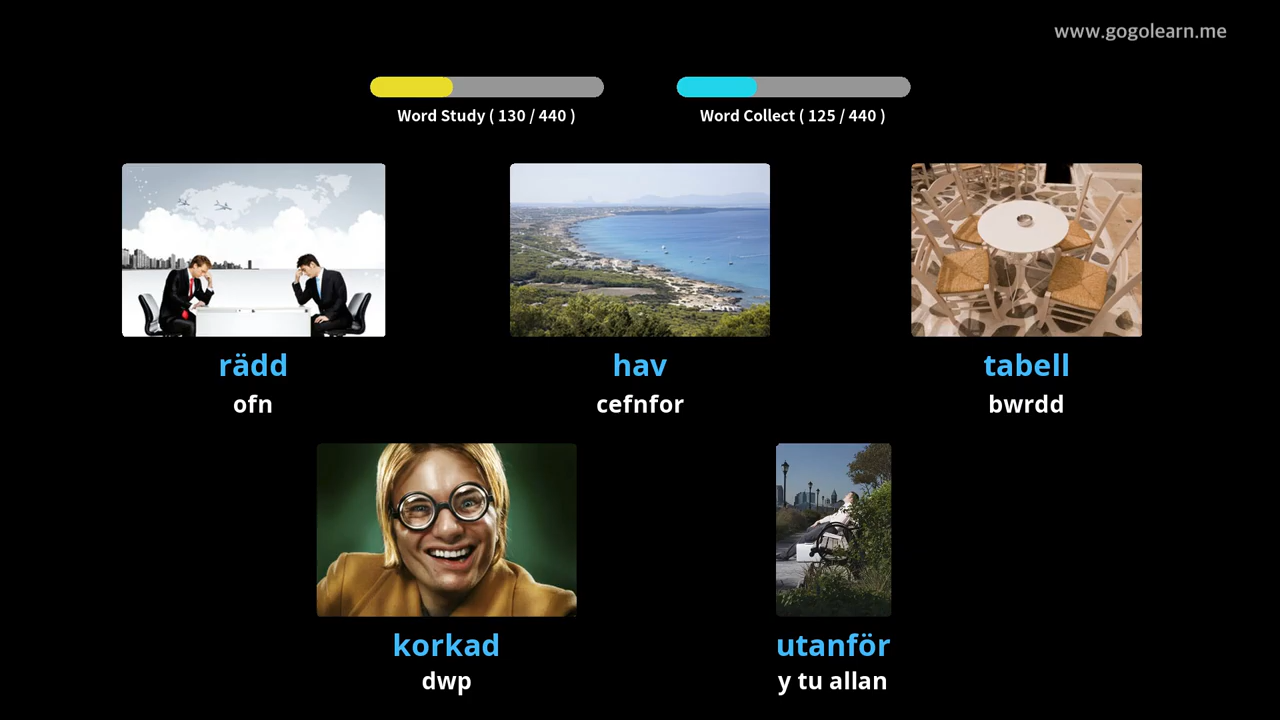 www.gogolearn.me
Word Study ( 130 / 440 )
Word Collect ( 125 / 440 )
rädd
ofn
hav
cefnfor
tabell
bwrdd
korkad
dwp
utanför
y tu allan